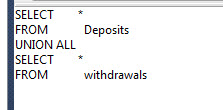 SELECT *
FROM Deposits
UNION ALL
SELECT *
FROM withdrawals